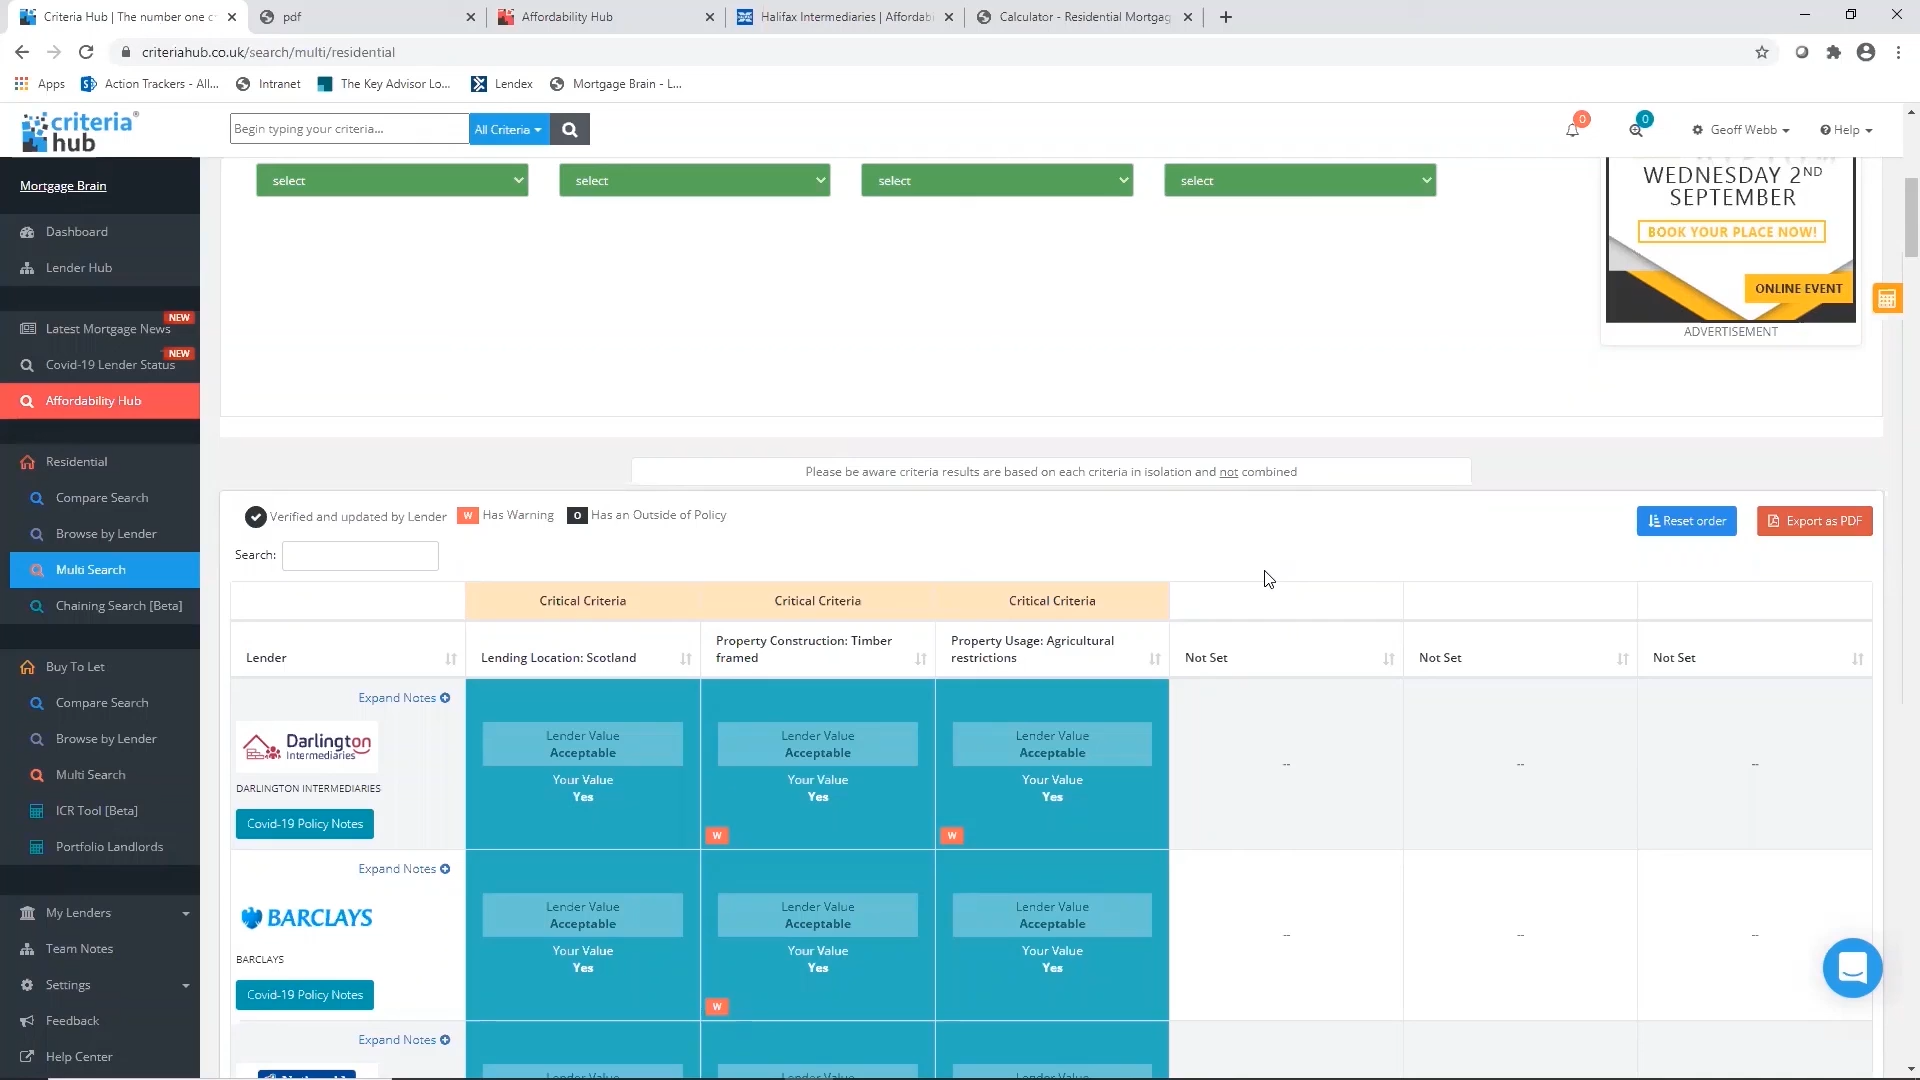 Criteria Hub | The number one cr
pdf
Affordability Hub
Halifax Intermediaries | Affordabi
Calculator - Residential Mortgag
criteriahub.co.uk/search/multi/residential
Apps
Action Trackers - All...
Intranet
The Key Advisor Lo...
Lendex
Mortgage Brain - L...
criteria hub
Begin typing your criteria...
All Criteria
0
0
Geoff Webb
Help
Mortgage Brain
Dashboard
Lender Hub
NEW
Latest Mortgage News
NEW
Covid-19 Lender Status
Affordability Hub
Residential
Compare Search
Browse by Lender
Multi Search
Chaining Search [Beta]
Buy To Let
Compare Search
Browse by Lender
Multi Search
ICR Tool [Beta]
Portfolio Landlords
My Lenders
Team Notes
Settings
Feedback
Help Center
select
select
select
select
WEDNESDAY 2ND
SEPTEMBER
BOOK YOUR PLACE NOW!
ONLINE EVENT
ADVERTISEMENT
Please be aware criteria results are based on each criteria in isolation and not combined
Verified and updated by Lender
W Has Warning
O Has an Outside of Policy
Reset order
Export as PDF
Search:
Critical Criteria
Critical Criteria
Critical Criteria
Lender
Lending Location: Scotland
Property Construction: Timber
framed
Property Usage: Agricultural
restrictions
Not Set
Not Set
Not Set
Expand Notes
Darlington
Intermediaries
DARLINGTON INTERMEDIARIES
Covid-19 Policy Notes
Lender Value
Acceptable
Your Value
Yes
Lender Value
Acceptable
Your Value
Yes
W
Lender Value
Acceptable
Your Value
Yes
W
--
--
--
Expand Notes
BARCLAYS
BARCLAYS
Covid-19 Policy Notes
Lender Value
Acceptable
Your Value
Yes
Lender Value
Acceptable
Your Value
Yes
W
Lender Value
Acceptable
Your Value
Yes
--
--
--
Expand Notes
Lender Value
Lender Value
Lender Value